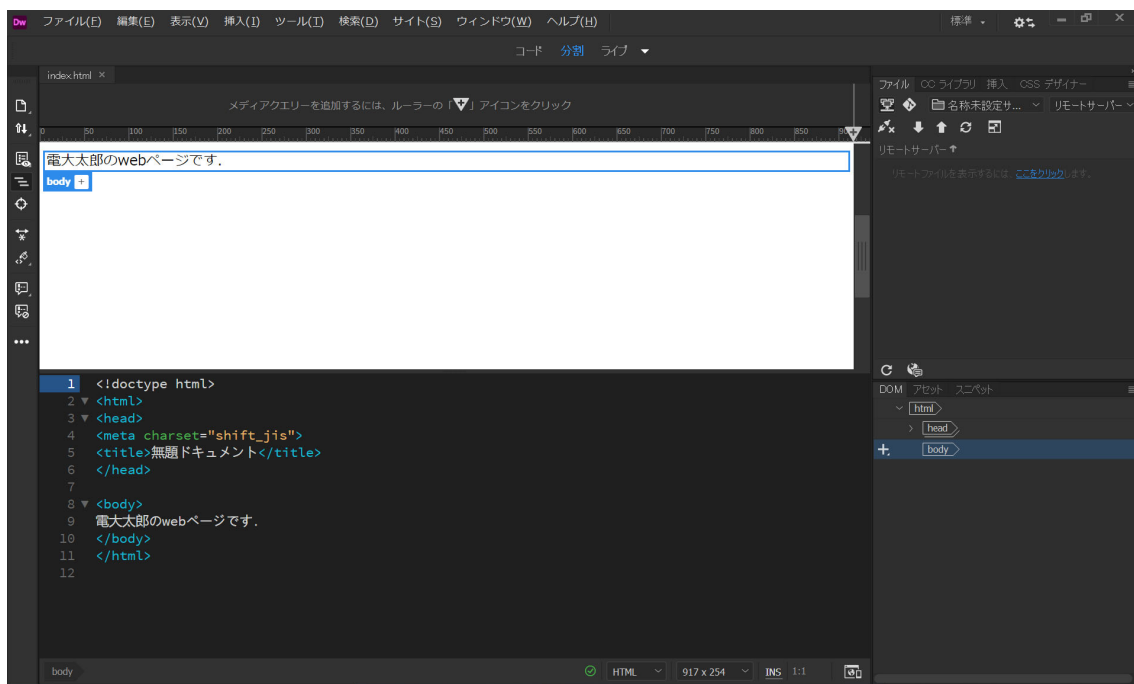 Dw ファイル(F) 編集(E) 表示(V) 挿入(I) ツール(T) 検索(D) サイト(S) ウィンドウ(W) ヘルプ(H) 標準
コード 分割 ライブ
index.html ×
メディアクエリーを追加するには、ルーラーの「 」アイコンをクリック
0 50 100 150 200 250 300 350 400 450 500 550 600 650 700 750 800 850
電大太郎のwebページです.
body +
ファイル CC ライブラリ 挿入 CSS デザイナー
名称未設定サ... リモートサーバー
リモートサーバー
リモートファイルを表示するには、ここをクリックします。
1 <!doctype html>
2 <html>
3 <head>
4 <meta charset="shift_jis">
5 <title>無題ドキュメント</title>
6 </head>
7
8 <body>
9 電大太郎のwebページです.
10 </body>
11 </html>
12
DOM アセット スニペット
html
head
body
body HTML 917 x 254 INS 1:1